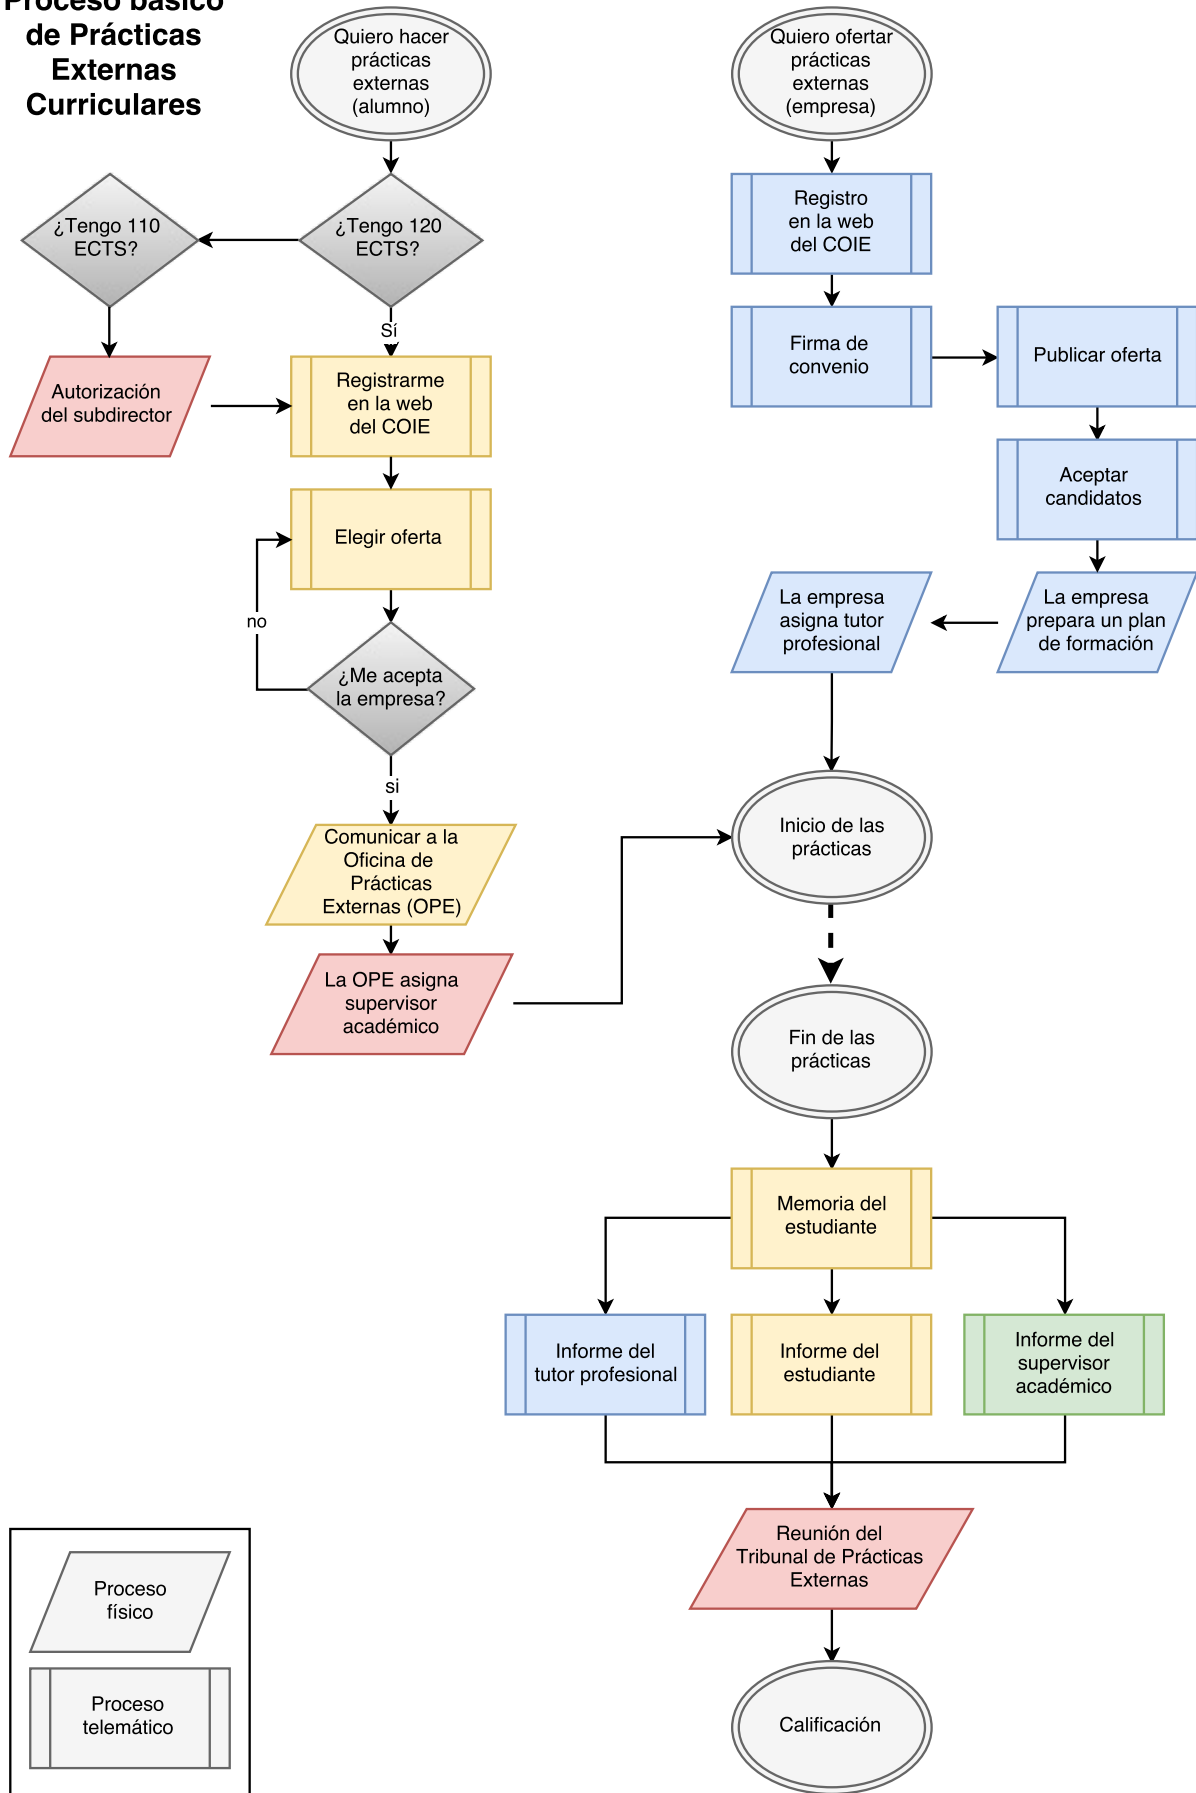 Proceso básico
de Prácticas
Externas
Curriculares
Quiero hacer
prácticas
externas
(alumno)
Quiero ofertar
prácticas
externas
(empresa)
¿Tengo 110
ECTS?
¿Tengo 120
ECTS?
Registro
en la web
del COIE
Sí
Firma de
convenio
Publicar oferta
Autorización
del subdirector
Registrarme
en la web
del COIE
Aceptar
candidatos
Elegir oferta
no
La empresa
asigna tutor
profesional
La empresa
prepara un plan
de formación
¿Me acepta
la empresa?
si
Comunicar a la
Oficina de
Prácticas
Externas (OPE)
Inicio de las
prácticas
La OPE asigna
supervisor
académico
Fin de las
prácticas
Memoria del
estudiante
Informe del
tutor profesional
Informe del
estudiante
Informe del
supervisor
académico
Reunión del
Tribunal de Prácticas
Externas
Proceso
físico
Proceso
telemático
Calificación